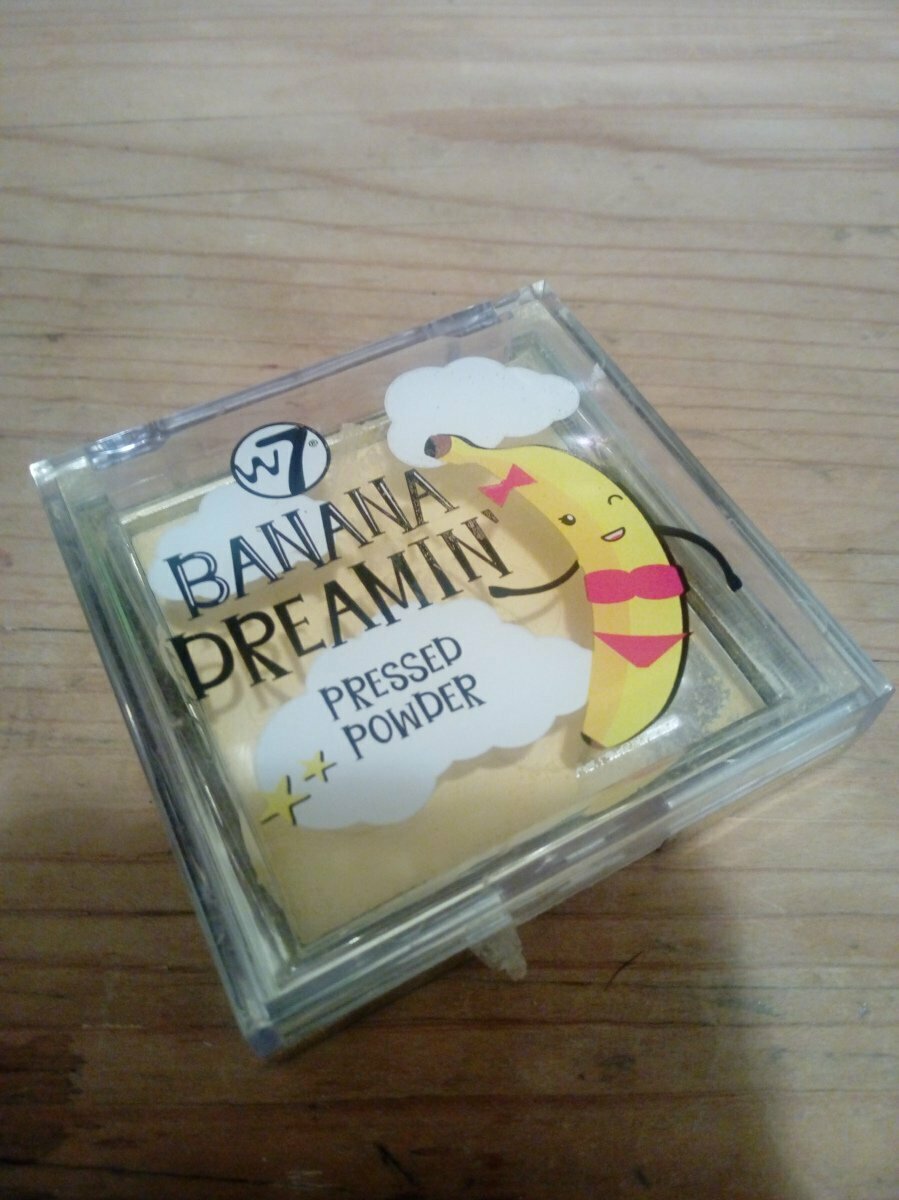 W7®
BANANA
DREAMIN'
PRESSED
POWDER